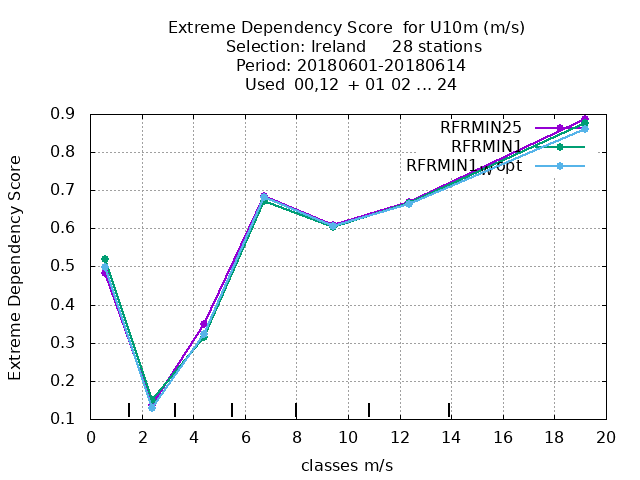 Extreme Dependency Score for U10m (m/s)
Selection: Ireland 28 stations
Period: 20180601-20180614
Used 00,12 + 01 02 ... 24
Extreme Dependency Score
0.9
0.8
0.7
0.6
0.5
0.4
0.3
0.2
0.1
RFRMIN25
RFRMIN1
0 2 4 6 8 10 12 14 16 18 20
classes m/s